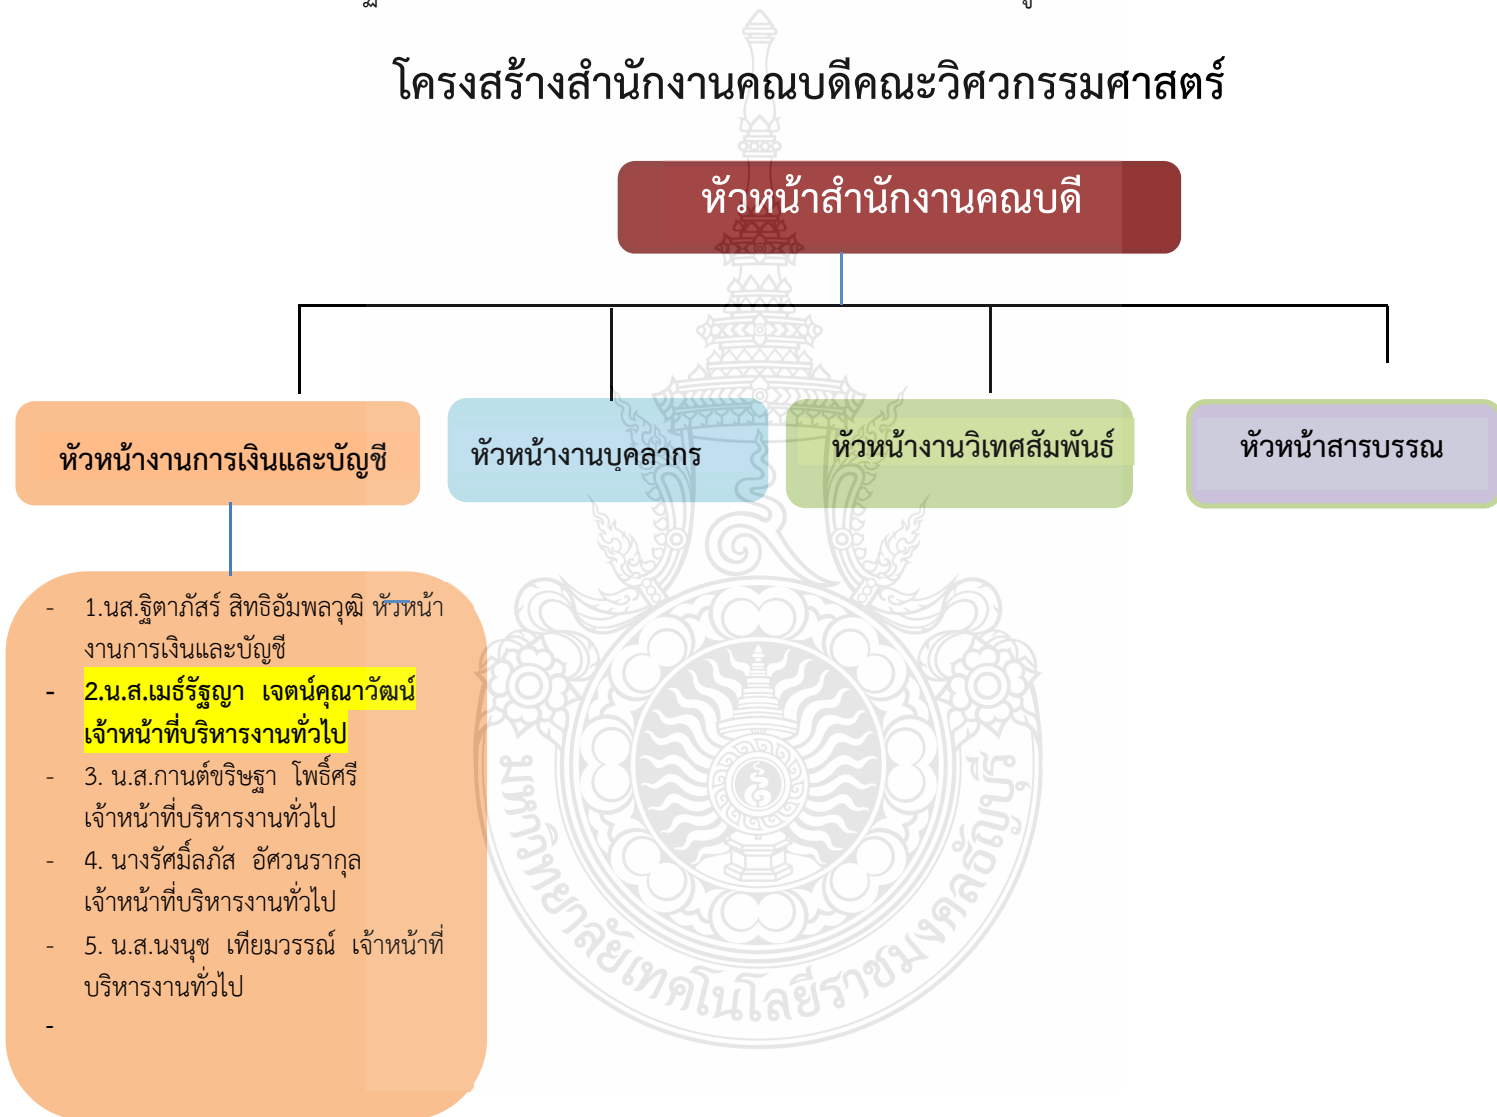 โครงสร้างสำนักงานคณบดีคณะวิศวกรรมศาสตร์
หัวหน้าสำนักงานคณบดี
หัวหน้างานการเงินและบัญชี
หัวหน้างานบุคลากร
หัวหน้างานวิเทศสัมพันธ์
หัวหน้าสารบรรณ
- 1.นส.ฐิตาภัสร์ สิทธิอัมพลวุฒิ หัวหน้า
งานการเงินและบัญชี
- 2.น.ส.เมธ์รัฐญา เจตน์คุณาวัฒน์
เจ้าหน้าที่บริหารงานทั่วไป
- 3. น.ส.กานต์ขริษฐา โพธิ์ศรี
เจ้าหน้าที่บริหารงานทั่วไป
- 4. นางรัศมิ์ลภัส อัศวนรากุล
เจ้าหน้าที่บริหารงานทั่วไป
- 5. น.ส.นงนุช เทียมวรรณ์ เจ้าหน้าที่
บริหารงานทั่วไป
-
มหาวิทยาลัยเทคโนโลยีราชมงคลธัญบุรี